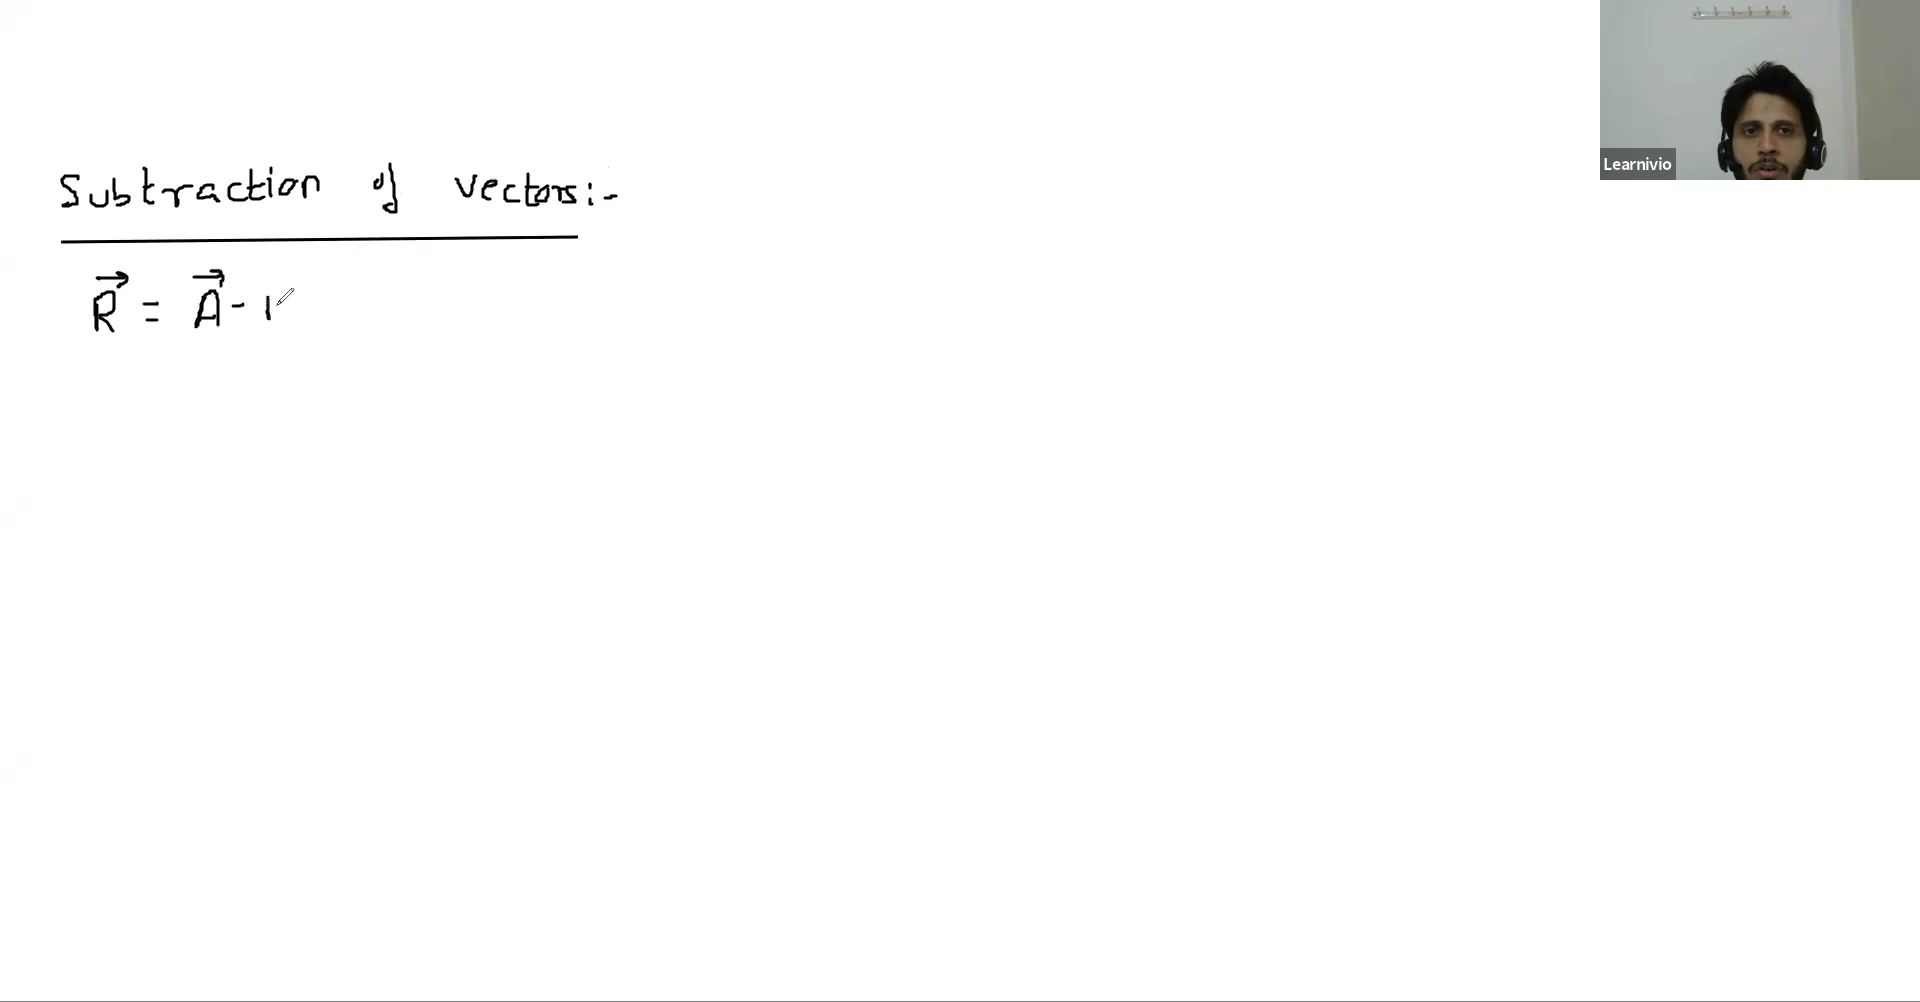 Learnivio
Subtraction of vectors:-
R⃗ = A⃗ -